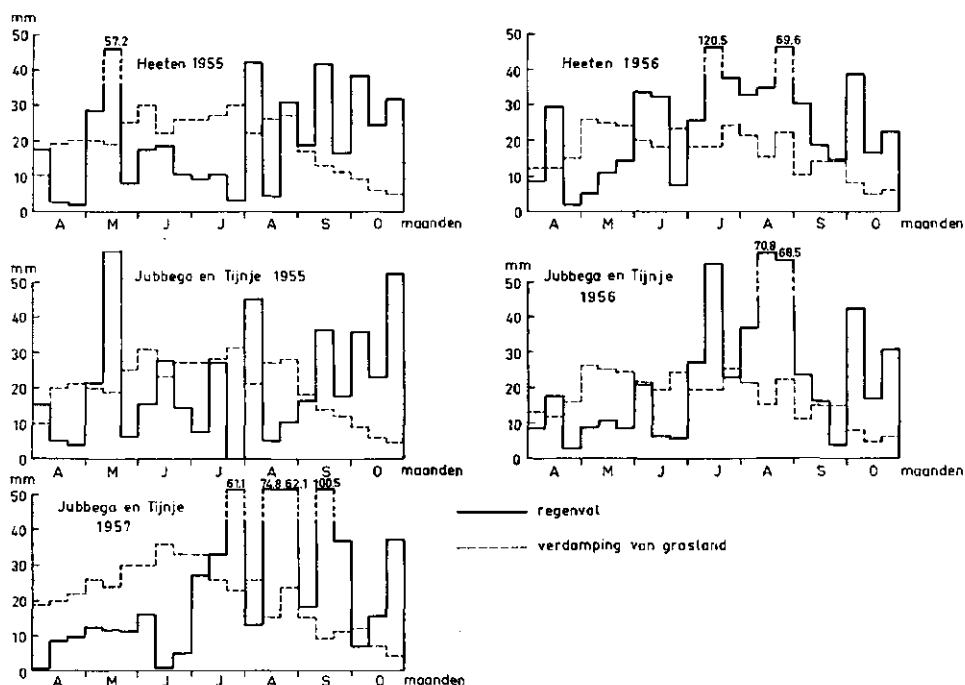 mm
50
40
30
20
10
0
57.2
Heeten 1955
A M J J A S O maanden
mm
50
40
30
20
10
0
120.5
69.6
Heeten 1956
A M J J A S O maanden
mm
50
40
30
20
10
0
Jubbega en Tijnje 1955
A M J J A S O maanden
mm
50
40
30
20
10
0
70.8
68.5
Jubbega en Tijnje
1956
A M J J A S O maanden
mm
50
40
30
20
10
0
61.1
74.8
62.1
100.5
Jubbega en Tijnje
1957
A M J J A S O maanden
regenval
verdamping van grasland